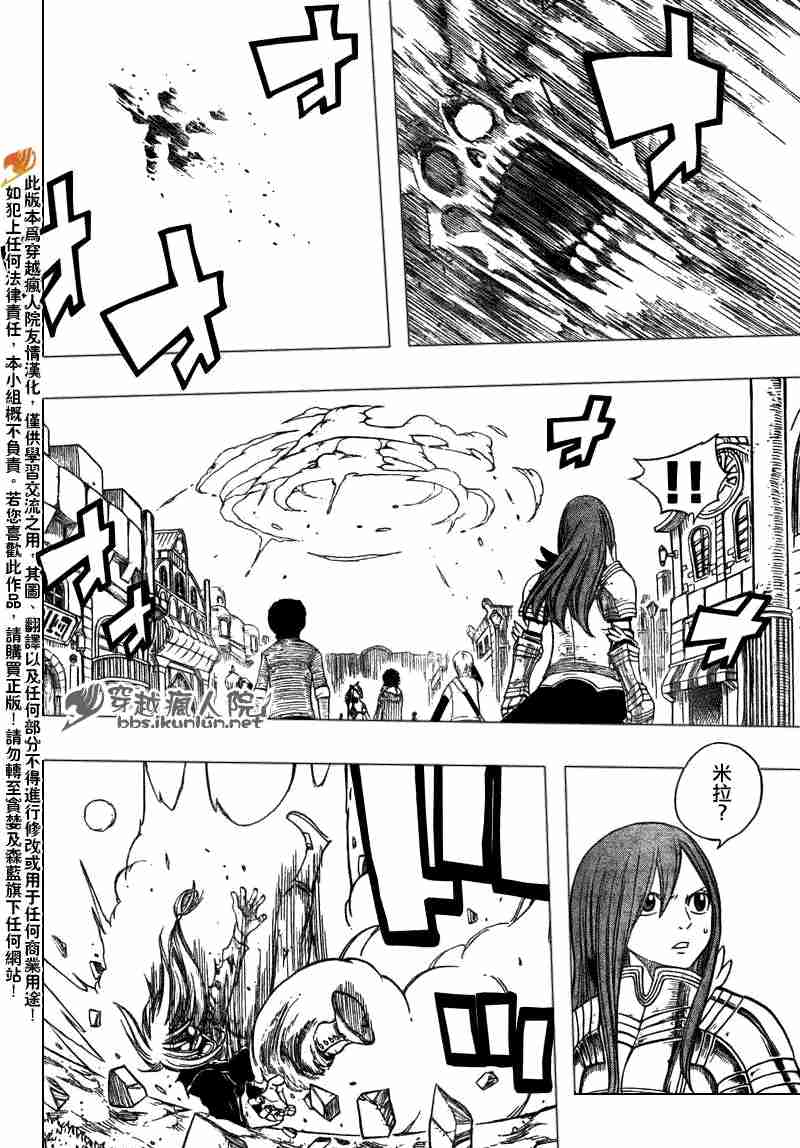 オオオ
オオオ
オオオ
!!
穿越瘋人院
bbs.ikunlun.net
米拉?
此版本爲穿越瘋人院友情漢化，僅供學習交流之用，其圖、翻譯以及任何部分不得進行修改或用于任何商業用途！
如犯上任何法律責任，本小組概不負責。若您喜歡此作品，請購買正版！請勿轉至貪婪及森藍旗下任何網站！